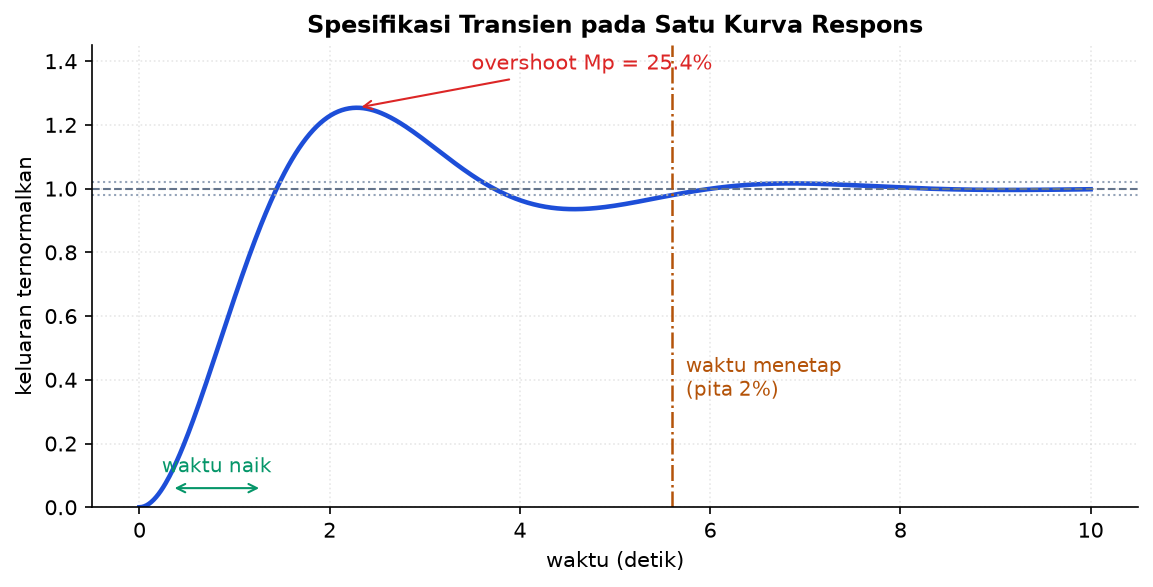 Spesifikasi Transien pada Satu Kurva Respons
overshoot Mp = 25.4%
waktu menetap
(pita 2%)
waktu naik
keluaran ternormalkan
1.4
1.2
1.0
0.8
0.6
0.4
0.2
0.0
0 2 4 6 8 10
waktu (detik)